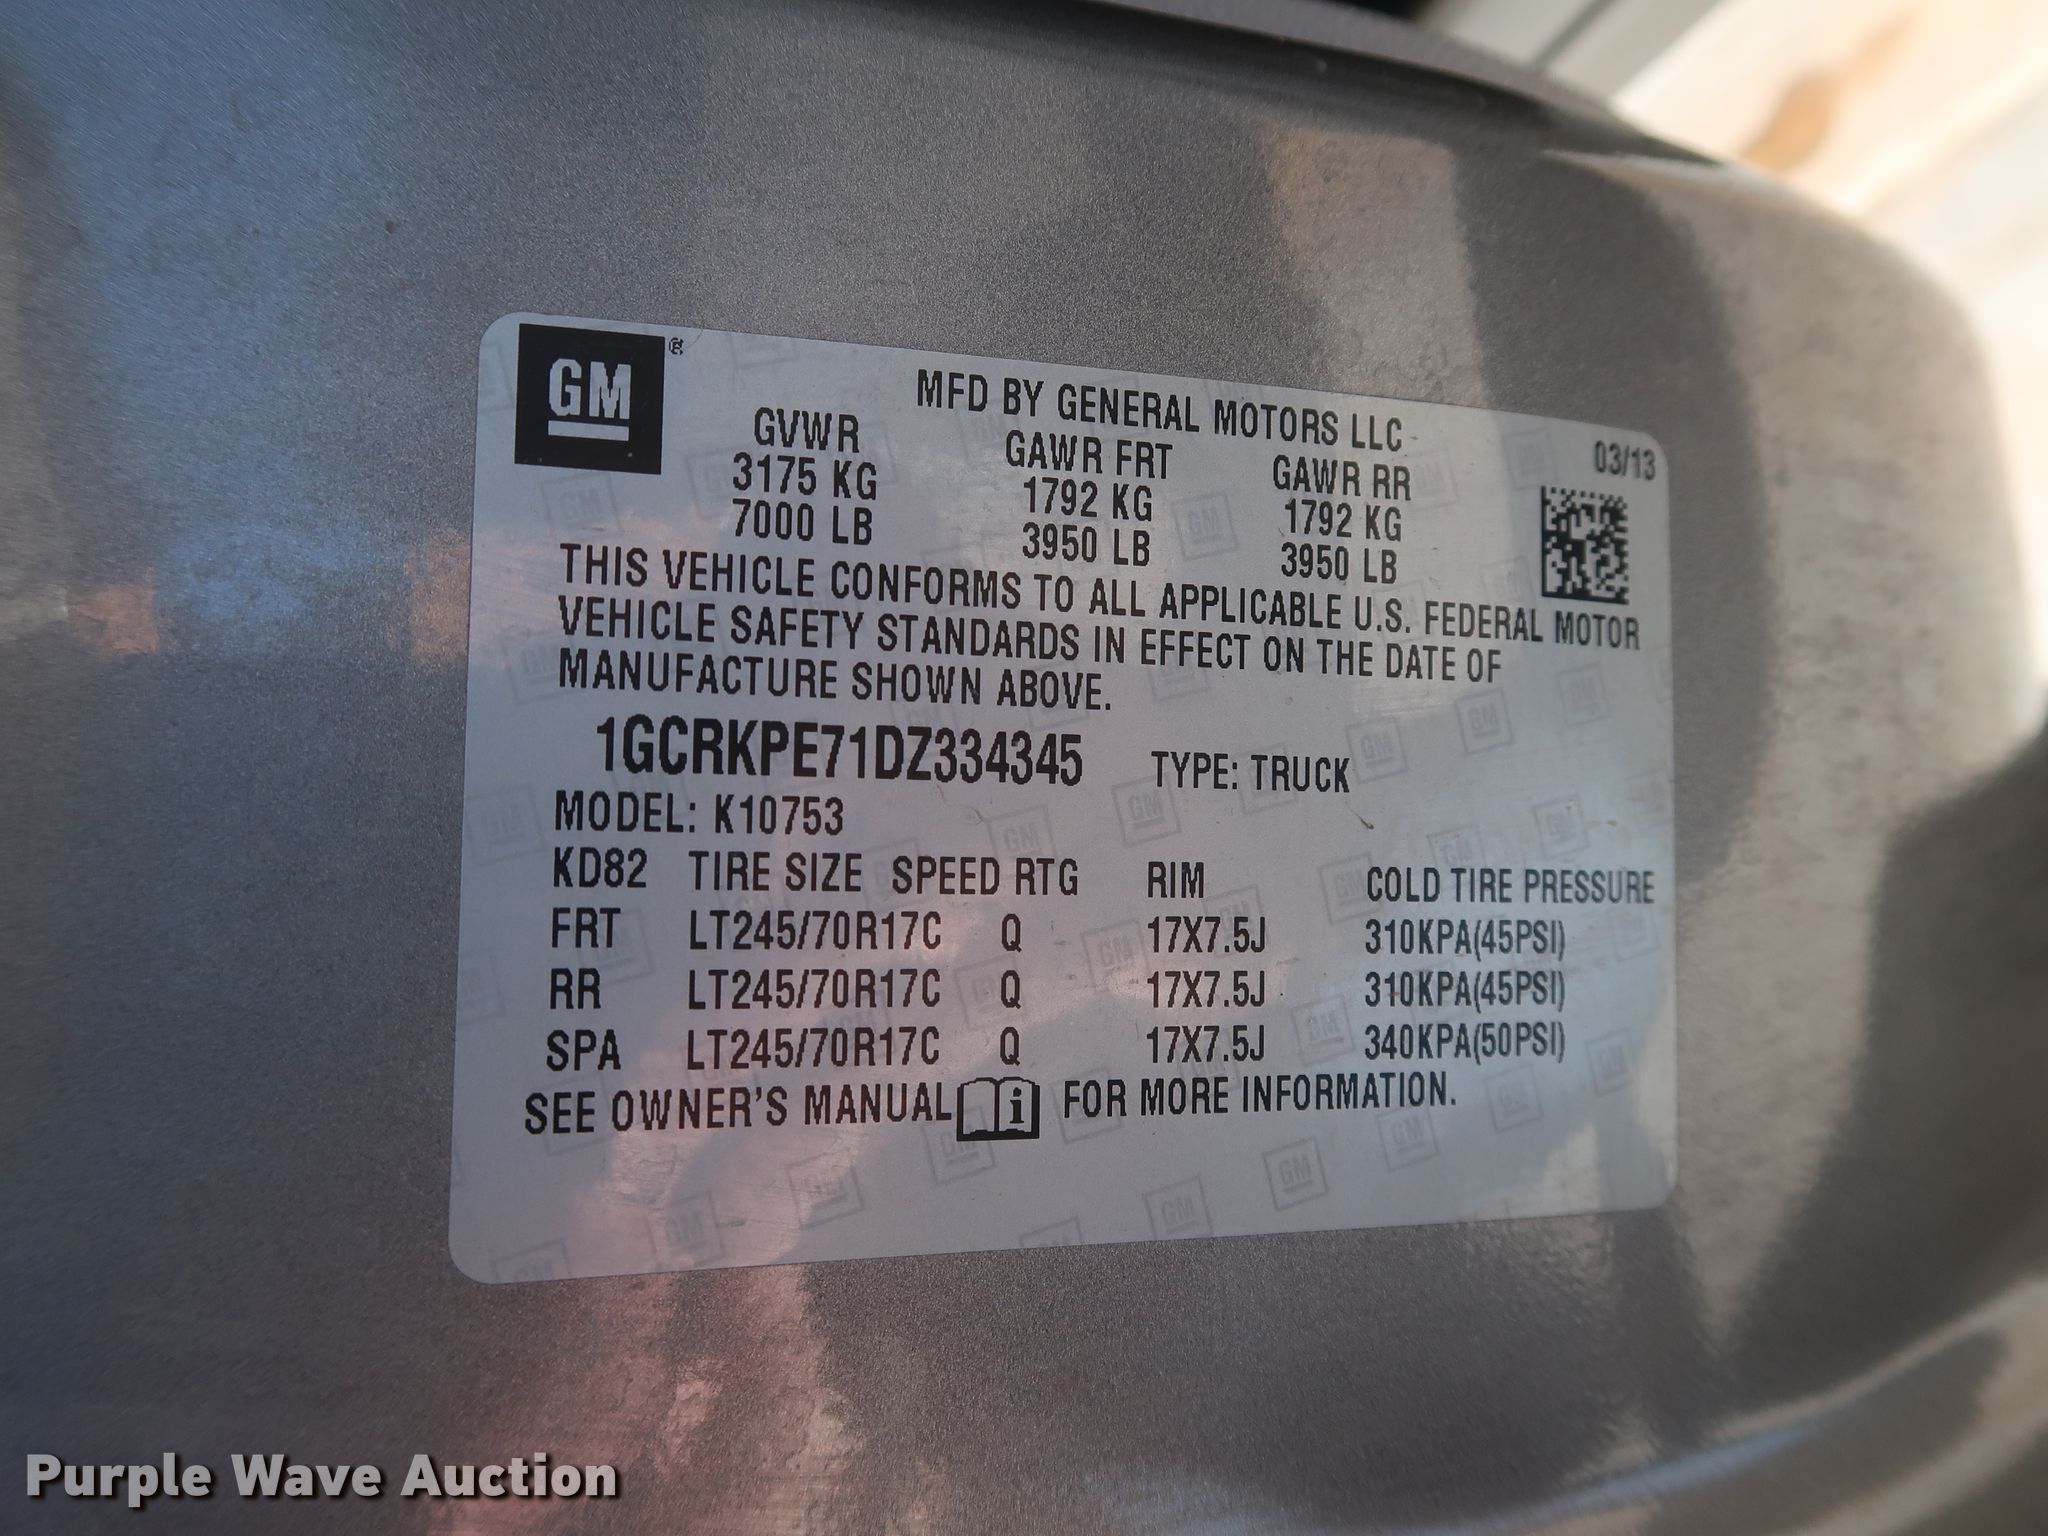 GM ®
MFD BY GENERAL MOTORS LLC
03/13
GVWR GAWR FRT GAWR RR
3175 KG 1792 KG 1792 KG
7000 LB 3950 LB 3950 LB
THIS VEHICLE CONFORMS TO ALL APPLICABLE U.S. FEDERAL MOTOR
VEHICLE SAFETY STANDARDS IN EFFECT ON THE DATE OF
MANUFACTURE SHOWN ABOVE.
1GCRKPE71DZ334345 TYPE: TRUCK
MODEL: K10753
KD82 TIRE SIZE SPEED RTG RIM COLD TIRE PRESSURE
FRT LT245/70R17C Q 17X7.5J 310KPA(45PSI)
RR LT245/70R17C Q 17X7.5J 310KPA(45PSI)
SPA LT245/70R17C Q 17X7.5J 340KPA(50PSI)
SEE OWNER'S MANUAL i FOR MORE INFORMATION.
Purple Wave Auction